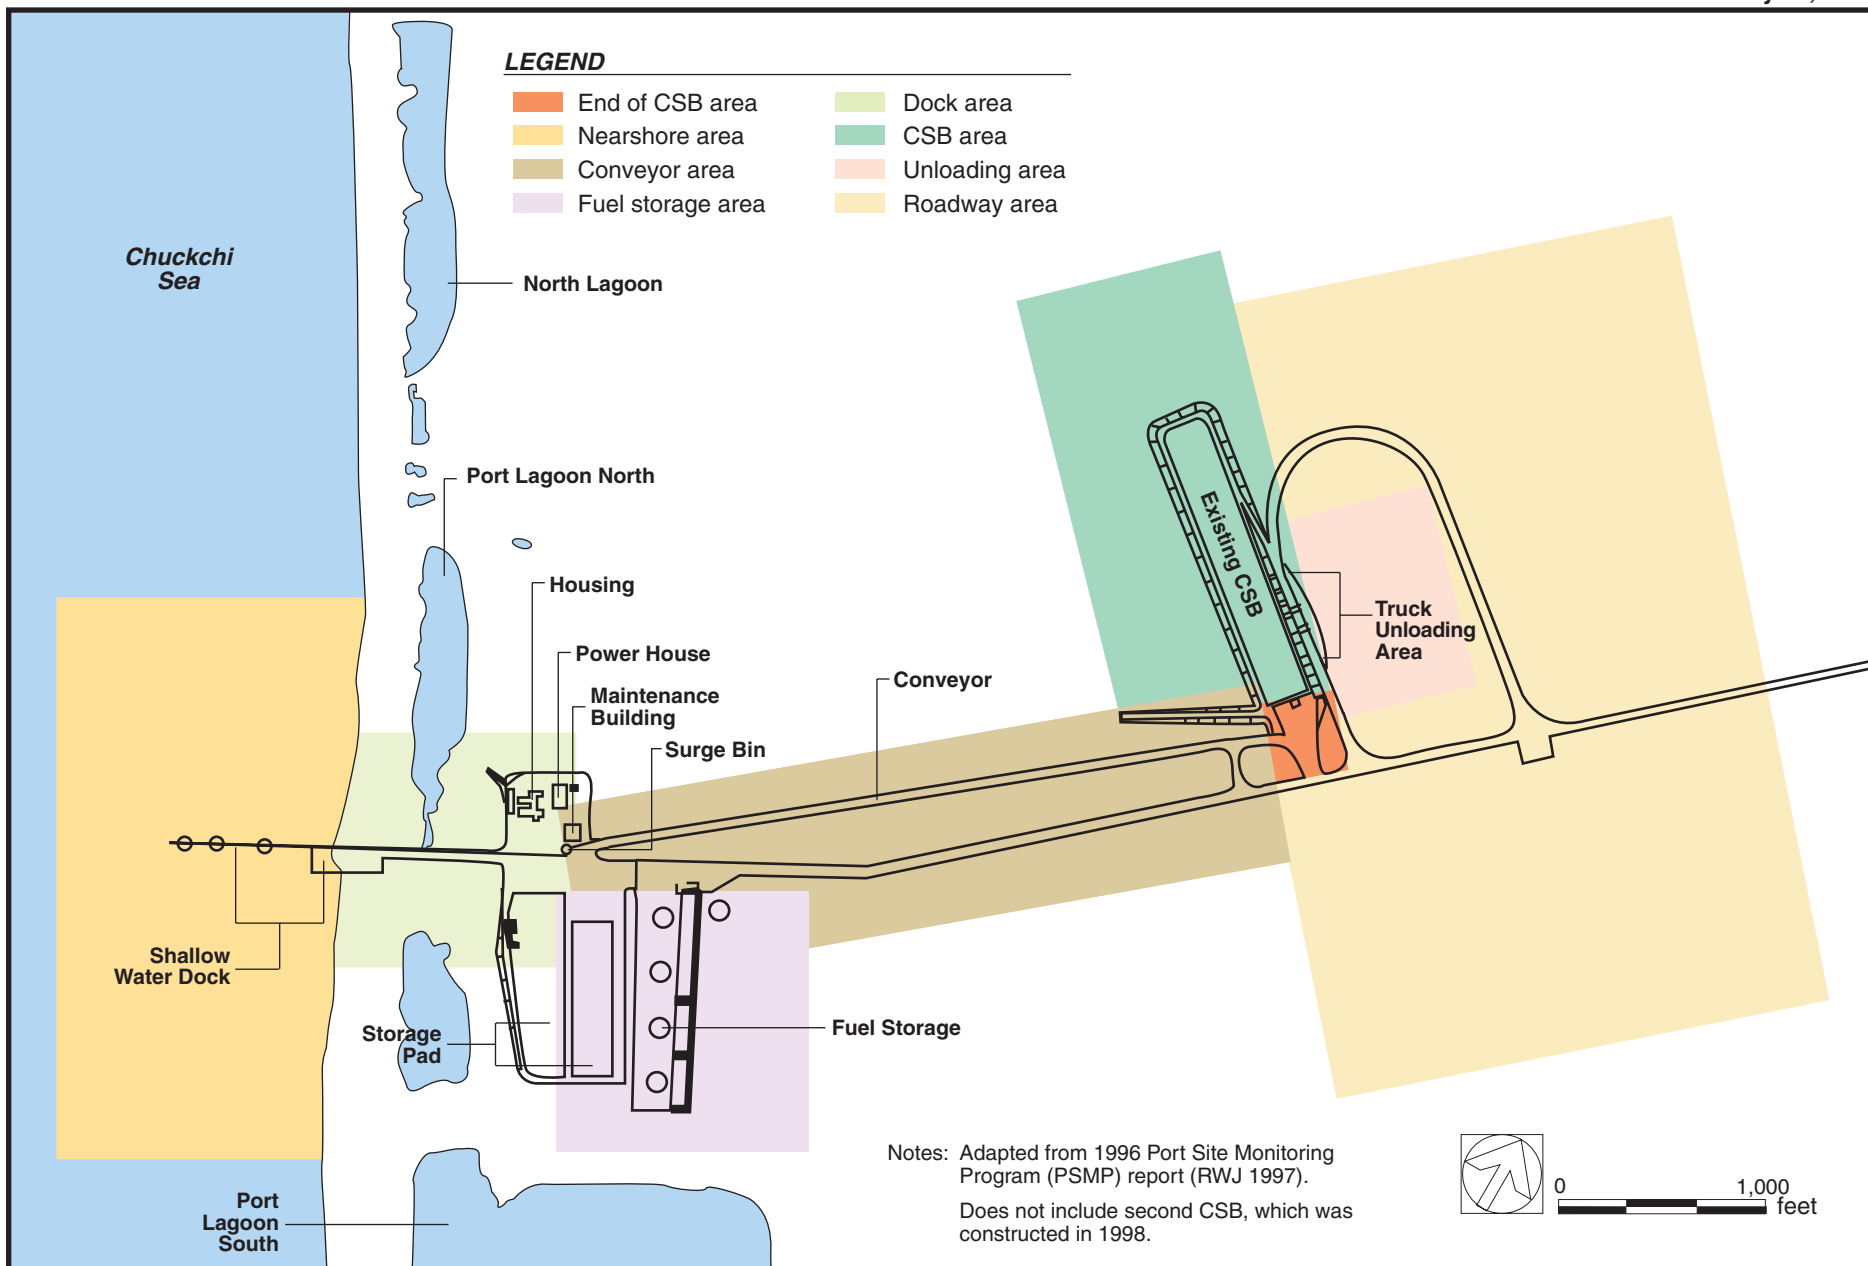 LEGEND
End of CSB area
Nearshore area
Conveyor area
Fuel storage area
Dock area
CSB area
Unloading area
Roadway area
Chuckchi
Sea
North Lagoon
Port Lagoon North
Housing
Power House
Maintenance
Building
Surge Bin
Conveyor
Existing CSB
Truck
Unloading
Area
Shallow
Water Dock
Storage
Pad
Fuel Storage
Port
Lagoon
South
Notes: Adapted from 1996 Port Site Monitoring
Program (PSMP) report (RWJ 1997).
Does not include second CSB, which was
constructed in 1998.
0 1,000
feet